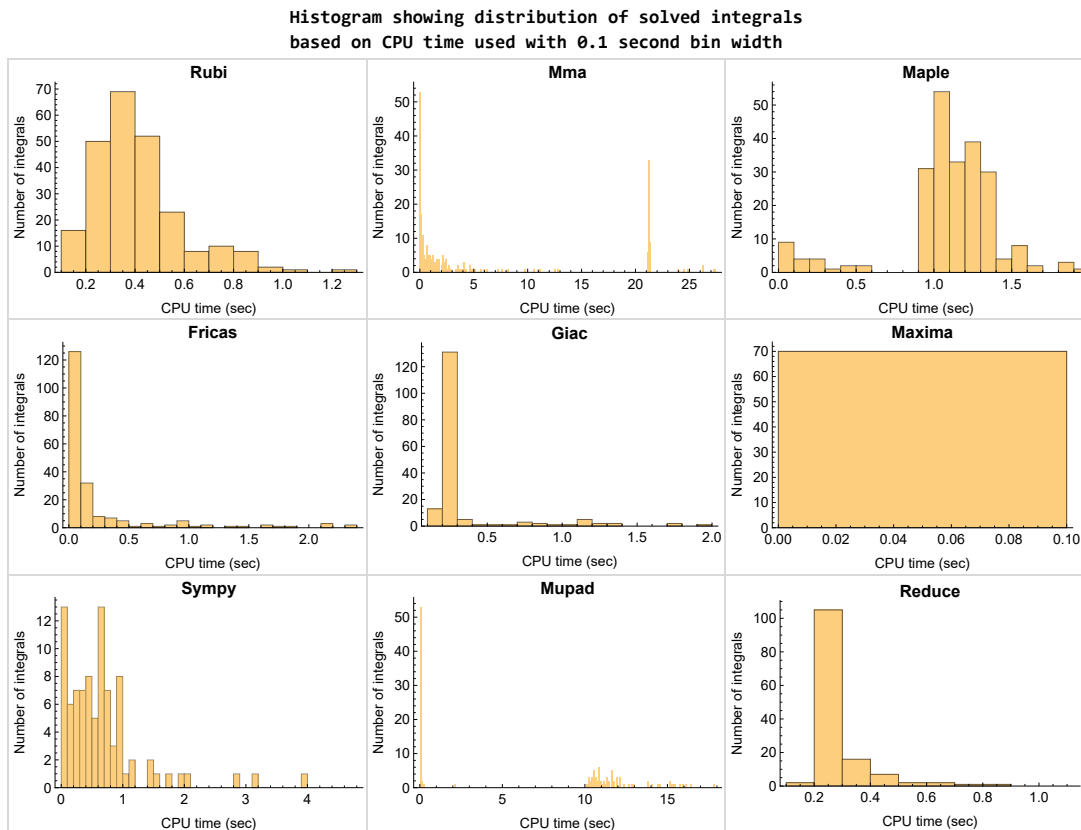 Histogram showing distribution of solved integrals
based on CPU time used with 0.1 second bin width
Rubi
Number of integrals
70
60
50
40
30
20
10
0
0.2 0.4 0.6 0.8 1.0 1.2
CPU time (sec)
Mma
Number of integrals
50
40
30
20
10
0
0 5 10 15 20 25
CPU time (sec)
Maple
Number of integrals
50
40
30
20
10
0
0.0 0.5 1.0 1.5
CPU time (sec)
Fricas
Number of integrals
120
100
80
60
40
20
0
0.0 0.5 1.0 1.5 2.0
CPU time (sec)
Giac
Number of integrals
120
100
80
60
40
20
0
0.5 1.0 1.5 2.0
CPU time (sec)
Maxima
Number of integrals
70
60
50
40
30
20
10
0
0.00 0.02 0.04 0.06 0.08 0.10
CPU time (sec)
Sympy
Number of integrals
12
10
8
6
4
2
0
0 1 2 3 4
CPU time (sec)
Mupad
Number of integrals
50
40
30
20
10
0
0 5 10 15
CPU time (sec)
Reduce
Number of integrals
100
80
60
40
20
0
0.2 0.4 0.6 0.8 1.0
CPU time (sec)